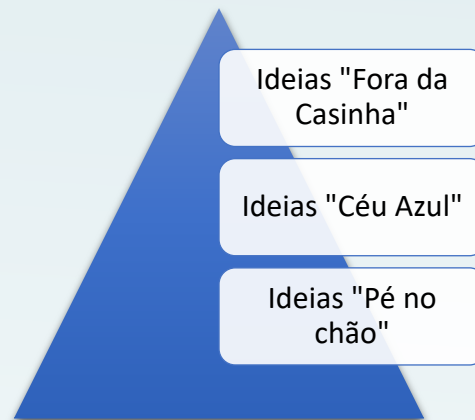 Ideias "Fora da
Casinha"
Ideias "Céu Azul"
Ideias "Pé no
chão"